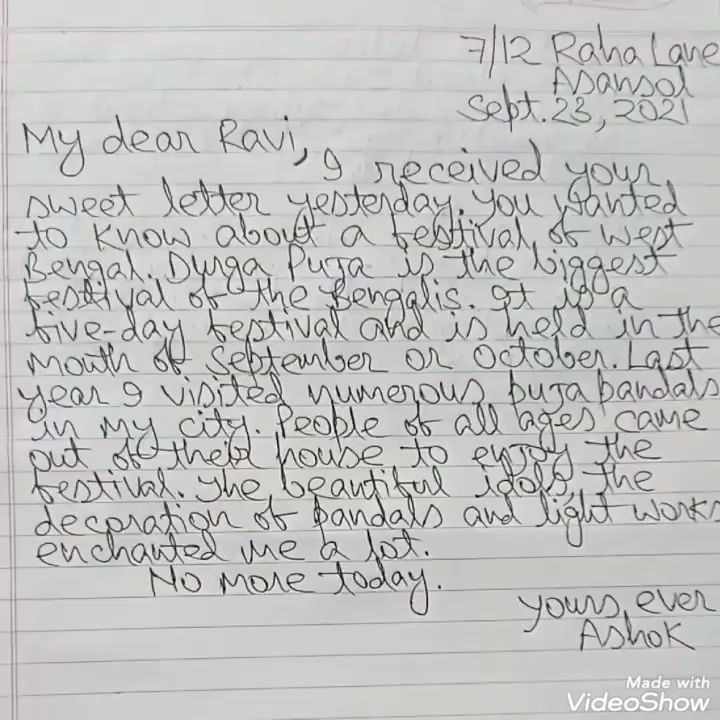 7/12 Raha Lane
Asansol
Sept. 23, 2021
My dear Ravi,
I received your
sweet letter yesterday. You wanted
to know about a festival of West
Bengal. Durga Puja is the biggest
festival of the Bengalis. It is a
five-day festival and is held in the
mouth of September or October. Last
year I visited numerous puja pandals
in my city. People of all ages came
out of their house to enjoy the
festival. The beautiful idols, the
decoration of pandals and light works
enchanted me a lot.
No more today.
Yours ever
Ashok
Made with
VideoShow